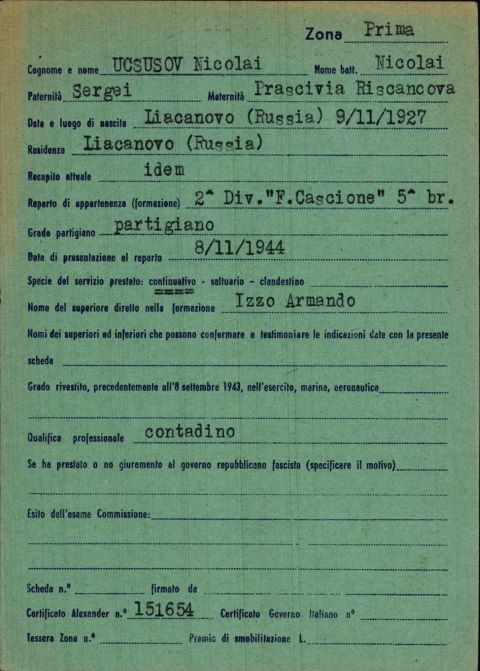 Zona Prima
Cognome e nome UCSUSOV Nicolai Nome batt. Nicolai
Paternità Sergei Maternità Prascivia Riscancova
Data e luogo di nascita Liacanovo (Russia) 9/11/1927
Residenza Liacanovo (Russia)
Recapito attuale idem
Reparto di appartenenza (formazione) 2^ Div."F.Cascione" 5^ br.
Grado partigiano partigiano
Data di presentazione al reparto 8/11/1944
Specie del servizio prestato: continuativo - saltuario - clandestino
Nome del superiore diretto nella formazione Izzo Armando
Nomi dei superiori ed inferiori che possono confermare e testimoniare le indicazioni date con la presente
scheda
Grado rivestito, precedentemente all'8 settembre 1943, nell'esercito, marina, aeronautica
Qualifica professionale contadino
Se ha prestato o no giuramento al governo repubblicano fascista (specificare il motivo)
Esito dell'esame Commissione:
Scheda n.° firmato da
Certificato Alexander n.° 151654 Certificato Governo Italiano n°
Tessera Zona n.° Premio di smobilitazione L.